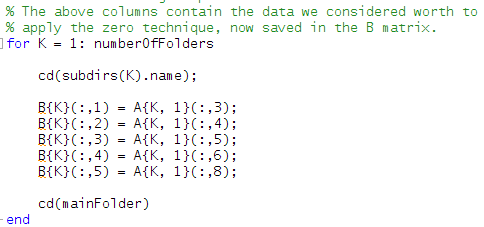 % The above columns contain the data we considered worth to
% apply the zero technique, now saved in the B matrix.
for K = 1: numberOfFolders
cd(subdirs(K).name);
B{K}(:,1) = A{K, 1}(:,3);
B{K}(:,2) = A{K, 1}(:,4);
B{K}(:,3) = A{K, 1}(:,5);
B{K}(:,4) = A{K, 1}(:,6);
B{K}(:,5) = A{K, 1}(:,8);
cd(mainFolder)
end